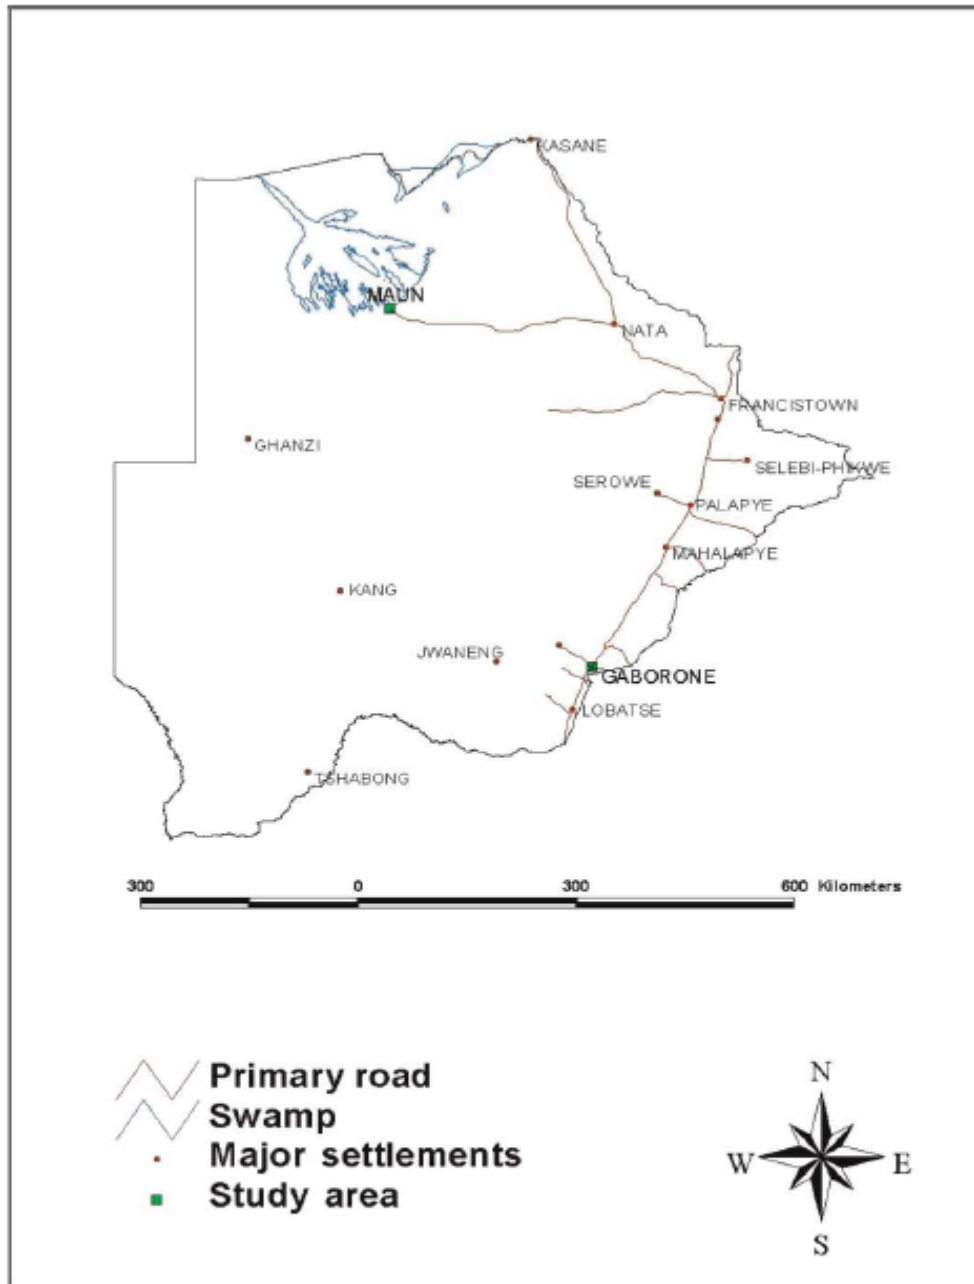 KASANE
MAUN
NATA
FRANCISTOWN
GHANZI
SELEBI-PHIKWE
SEROWE
PALAPYE
MAHALAPYE
KANG
JWANENG
GABORONE
LOBATSE
TSHABONG
300 0 300 600 Kilometers
Primary road
Swamp
Major settlements
Study area
N
W E
S